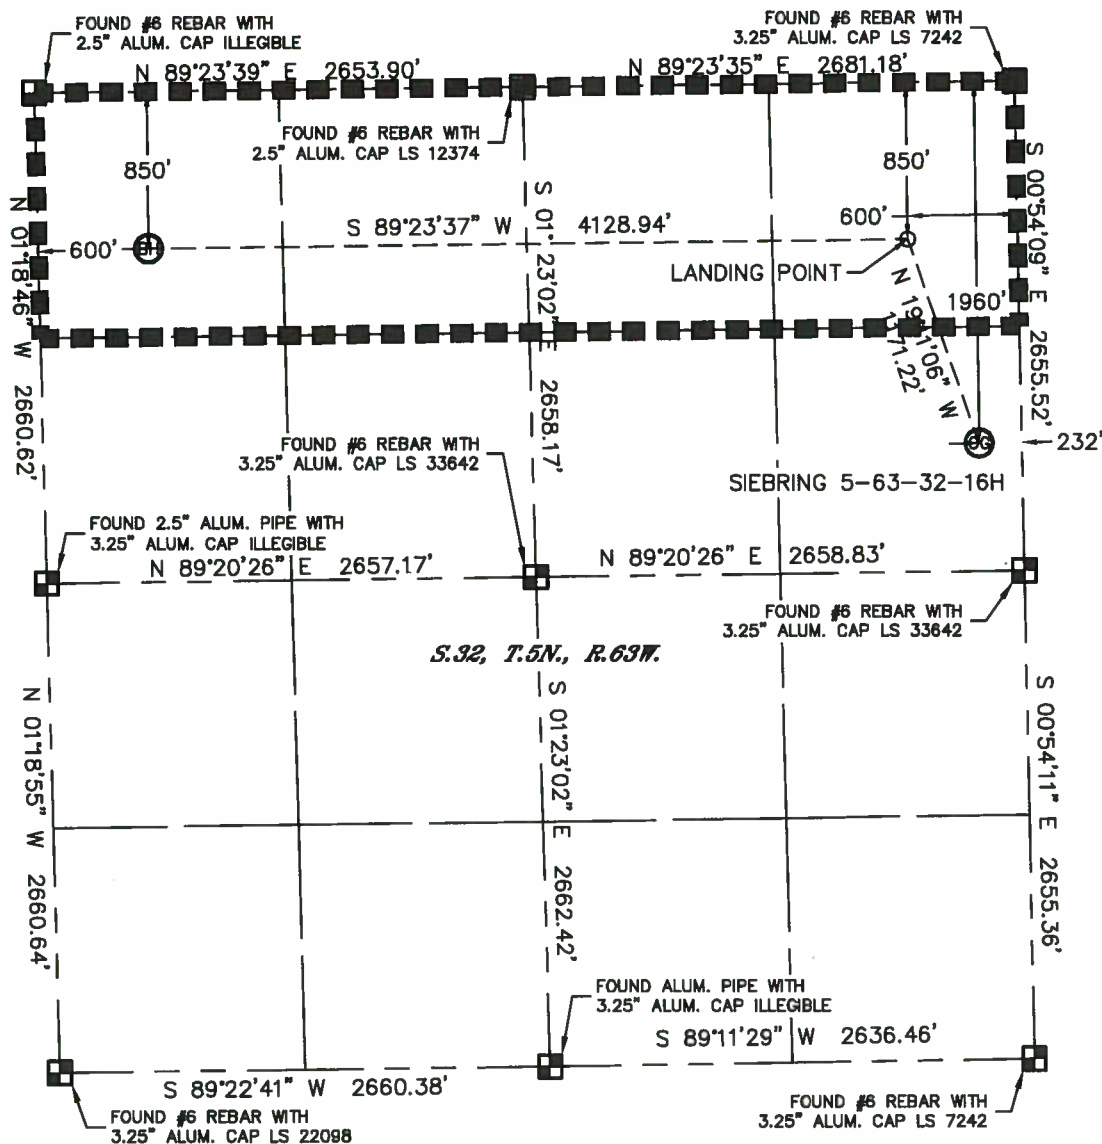 FOUND #6 REBAR WITH
2.5" ALUM. CAP ILLEGIBLE
FOUND #6 REBAR WITH
3.25" ALUM. CAP LS 7242
N 89°23'39" E 2653.90'
N 89°23'35" E 2681.18'
FOUND #6 REBAR WITH
2.5" ALUM. CAP LS 12374
850'
850'
S 00°54'09" E 2655.52'
N 01°18'46" W 2660.62'
S 01°23'02" E 2658.17'
600'
S 89°23'37" W 4128.94'
600'
BH
LANDING POINT
1960'
N 19 1'06" W
1171.22'
FOUND #6 REBAR WITH
3.25" ALUM. CAP LS 33642
232'
SIEBRING 5-63-32-16H
FOUND 2.5" ALUM. PIPE WITH
3.25" ALUM. CAP ILLEGIBLE
N 89°20'26" E 2657.17'
N 89°20'26" E 2658.83'
FOUND #6 REBAR WITH
3.25" ALUM. CAP LS 33642
S.32, T.5N., R.63W.
N 01°18'55" W 2660.64'
S 01°23'02" E 2662.42'
S 00°54'11" E 2655.36'
FOUND ALUM. PIPE WITH
3.25" ALUM. CAP ILLEGIBLE
S 89°11'29" W 2636.46'
S 89°22'41" W 2660.38'
FOUND #6 REBAR WITH
3.25" ALUM. CAP LS 22098
FOUND #6 REBAR WITH
3.25" ALUM. CAP LS 7242